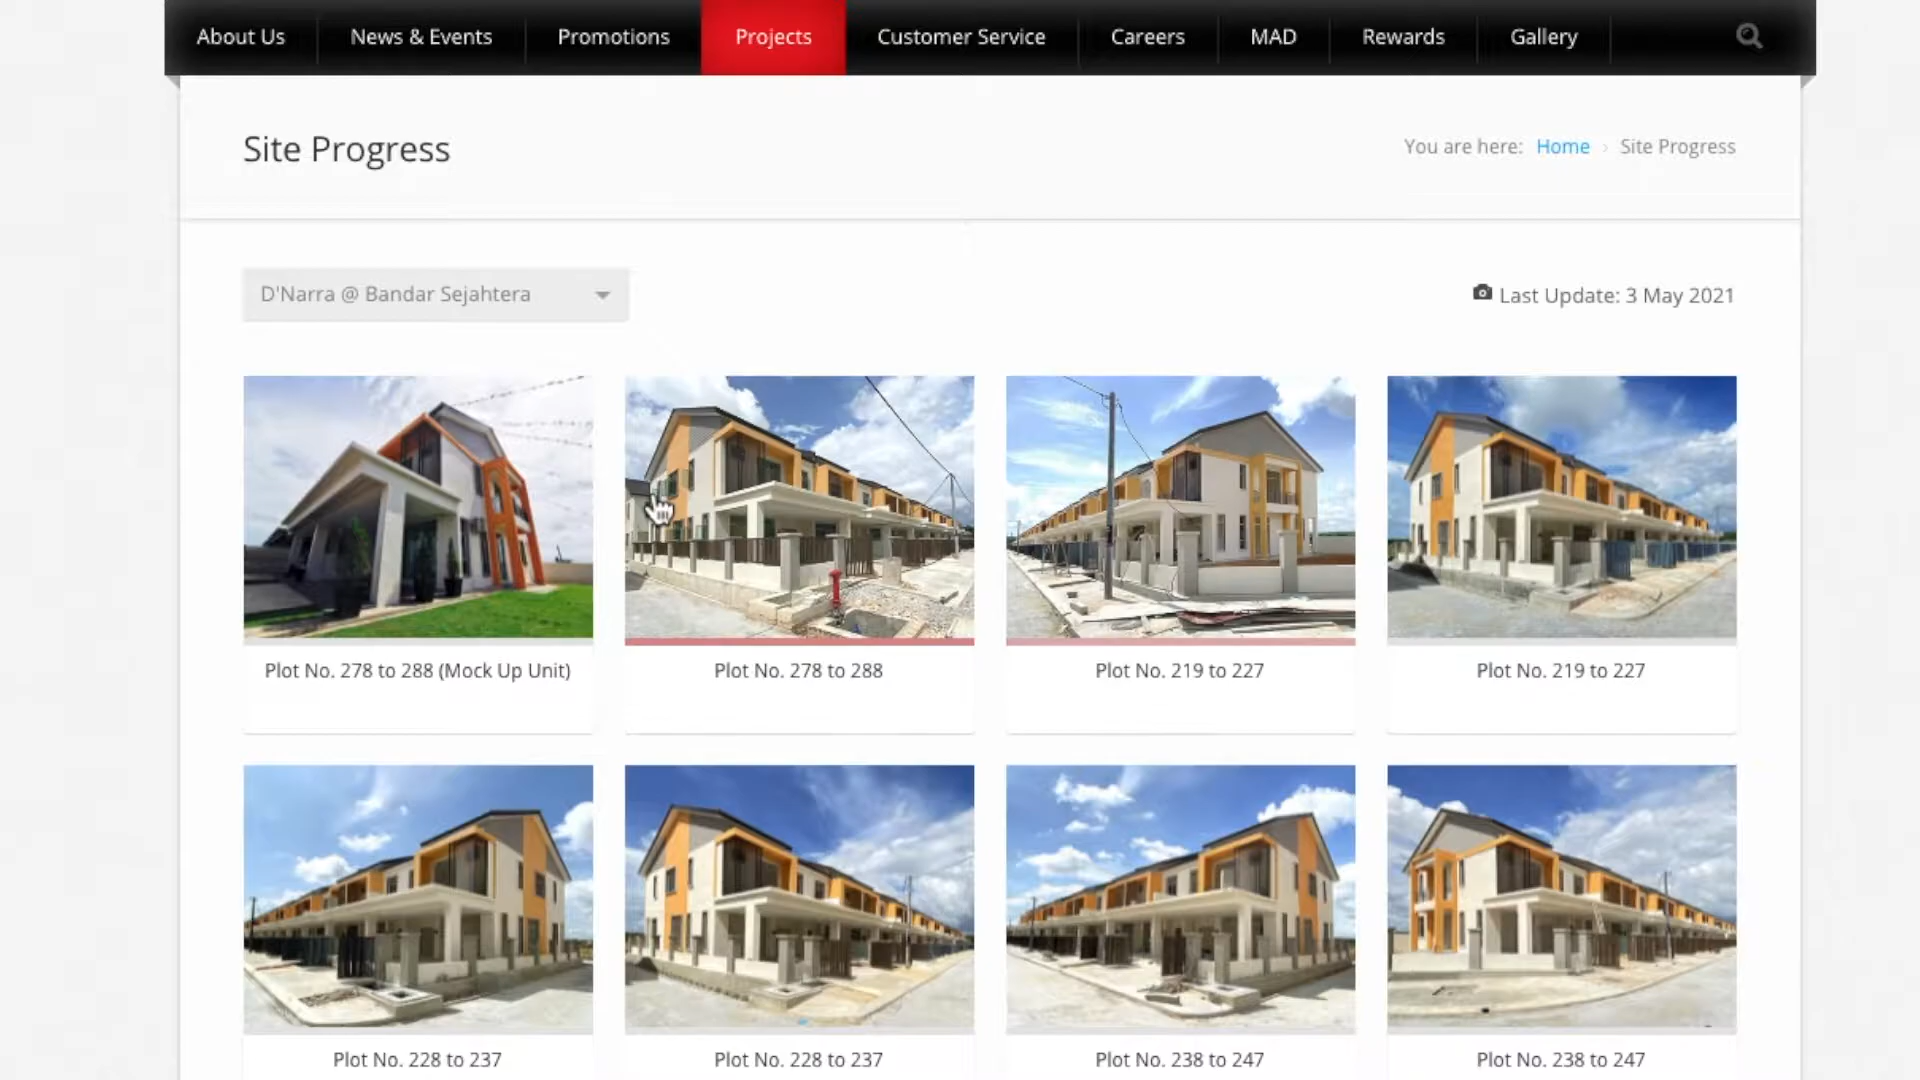 About Us News & Events Promotions Projects Customer Service Careers MAD Rewards Gallery
Site Progress
You are here: Home › Site Progress
D'Narra @ Bandar Sejahtera
Last Update: 3 May 2021
Plot No. 278 to 288 (Mock Up Unit)
Plot No. 278 to 288
Plot No. 219 to 227
Plot No. 219 to 227
Plot No. 228 to 237
Plot No. 228 to 237
Plot No. 238 to 247
Plot No. 238 to 247